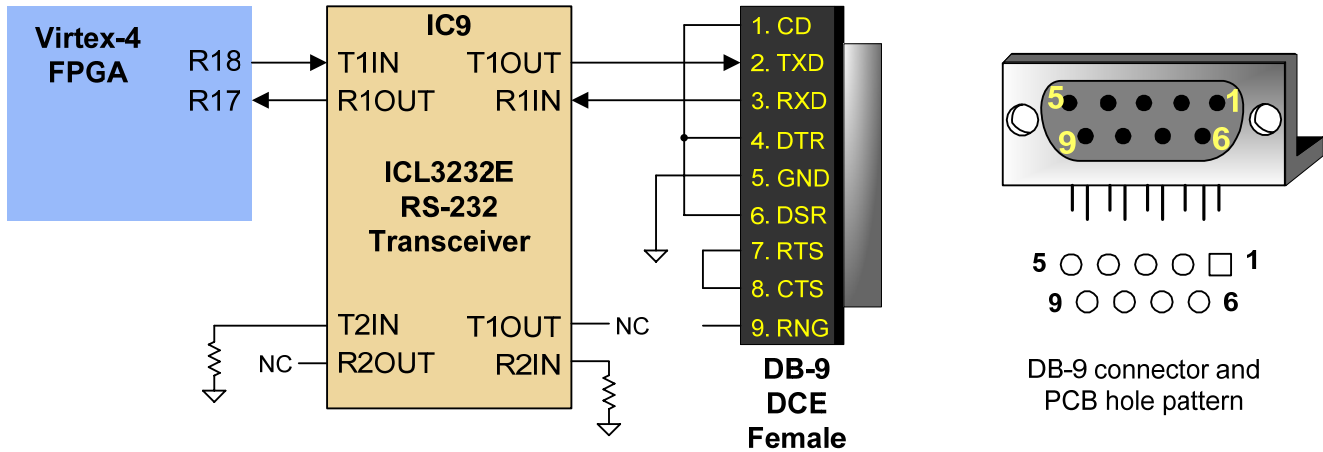 Virtex-4
FPGA
R18
R17
IC9
T1IN
T1OUT
R1OUT
R1IN
ICL3232E
RS-232
Transceiver
T2IN
T1OUT
NC
NC
R2OUT
R2IN
1. CD
2. TXD
3. RXD
4. DTR
5. GND
6. DSR
7. RTS
8. CTS
9. RNG
DB-9
DCE
Female
5
1
9
6
5
1
9
6
DB-9 connector and
PCB hole pattern